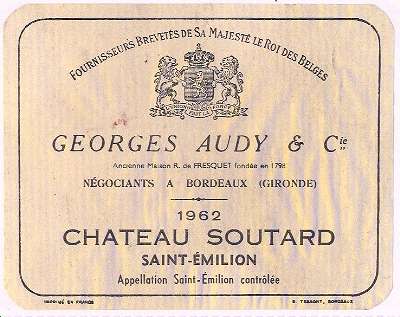 FOURNISSEURS BREVETÉS DE SA MAJESTÉ LE ROI DES BELGES
GEORGES AUDY & Cie
Ancienne Maison R. de FRESQUET fondée en 1798
NÉGOCIANTS A BORDEAUX (GIRONDE)
1962
CHATEAU SOUTARD
SAINT-ÉMILION
Appellation Saint-Émilion contrôlée
IMPRIMÉ EN FRANCE
BORDEAUX